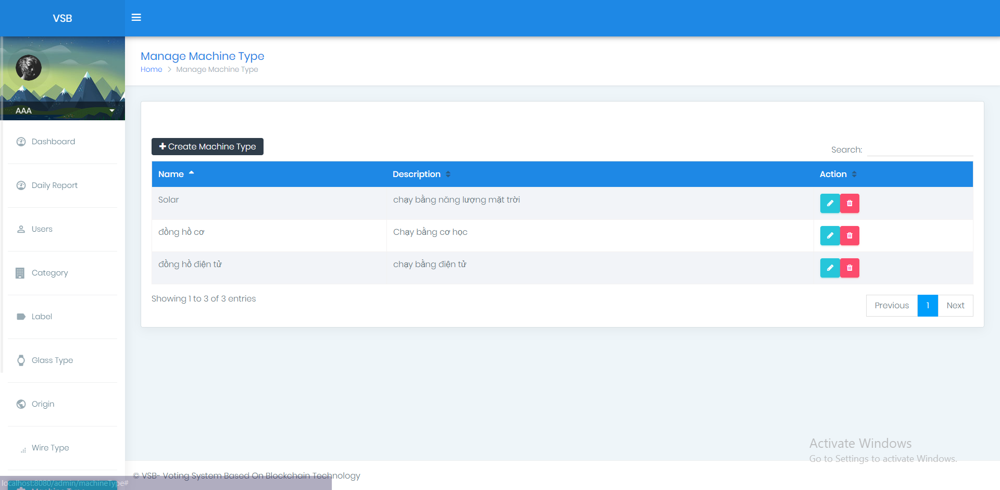 VSB
AAA
Dashboard
Daily Report
Users
Category
Label
Glass Type
Origin
Wire Type
Machine Type
localhost:8080/admin/machineType#
Manage Machine Type
Home > Manage Machine Type
Create Machine Type
Search:
Name Description Action
Solar chạy bằng năng lượng mặt trời
đồng hồ cơ Chạy bằng cơ học
đồng hồ điện tử chạy bằng điện tử
Showing 1 to 3 of 3 entries
Previous 1 Next
Activate Windows
Go to Settings to activate Windows.
© VSB- Voting System Based On Blockchain Technology